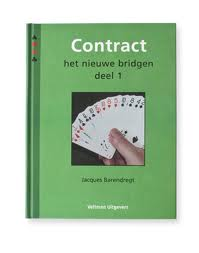 Contract
het nieuwe bridgen
deel 1
Jacques Barendregt
Veltman Uitgevers